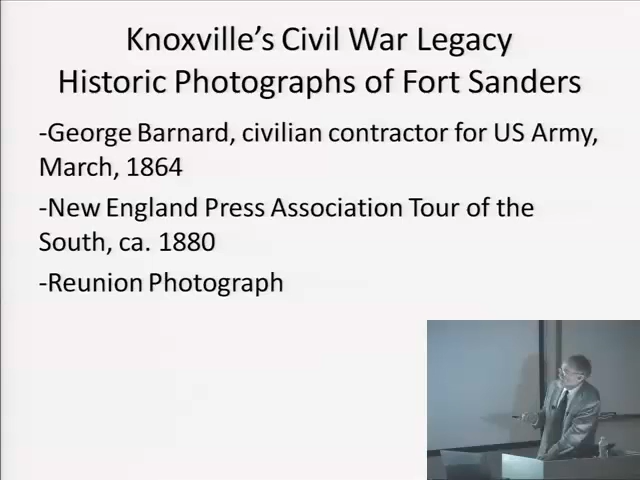 Knoxville's Civil War Legacy
Historic Photographs of Fort Sanders
-George Barnard, civilian contractor for US Army,
March, 1864
-New England Press Association Tour of the
South, ca. 1880
-Reunion Photograph